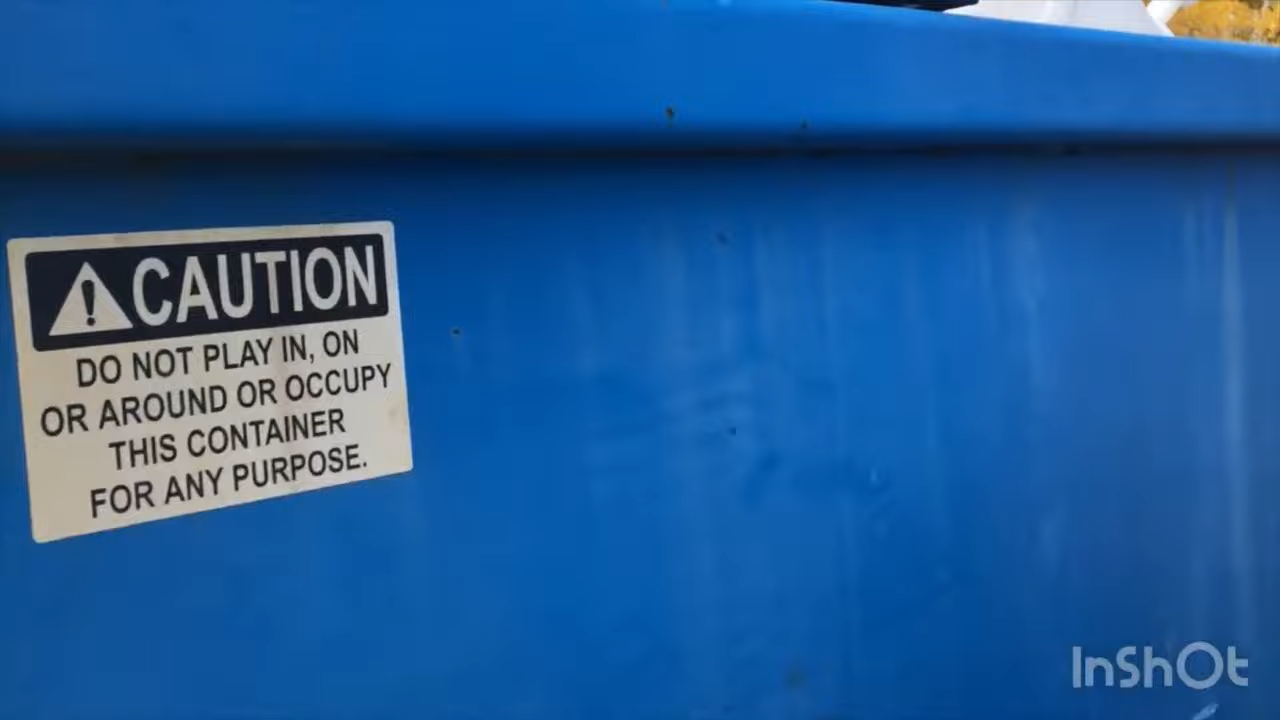 CAUTION
DO NOT PLAY IN, ON
OR AROUND OR OCCUPY
THIS CONTAINER
FOR ANY PURPOSE.
InShOt